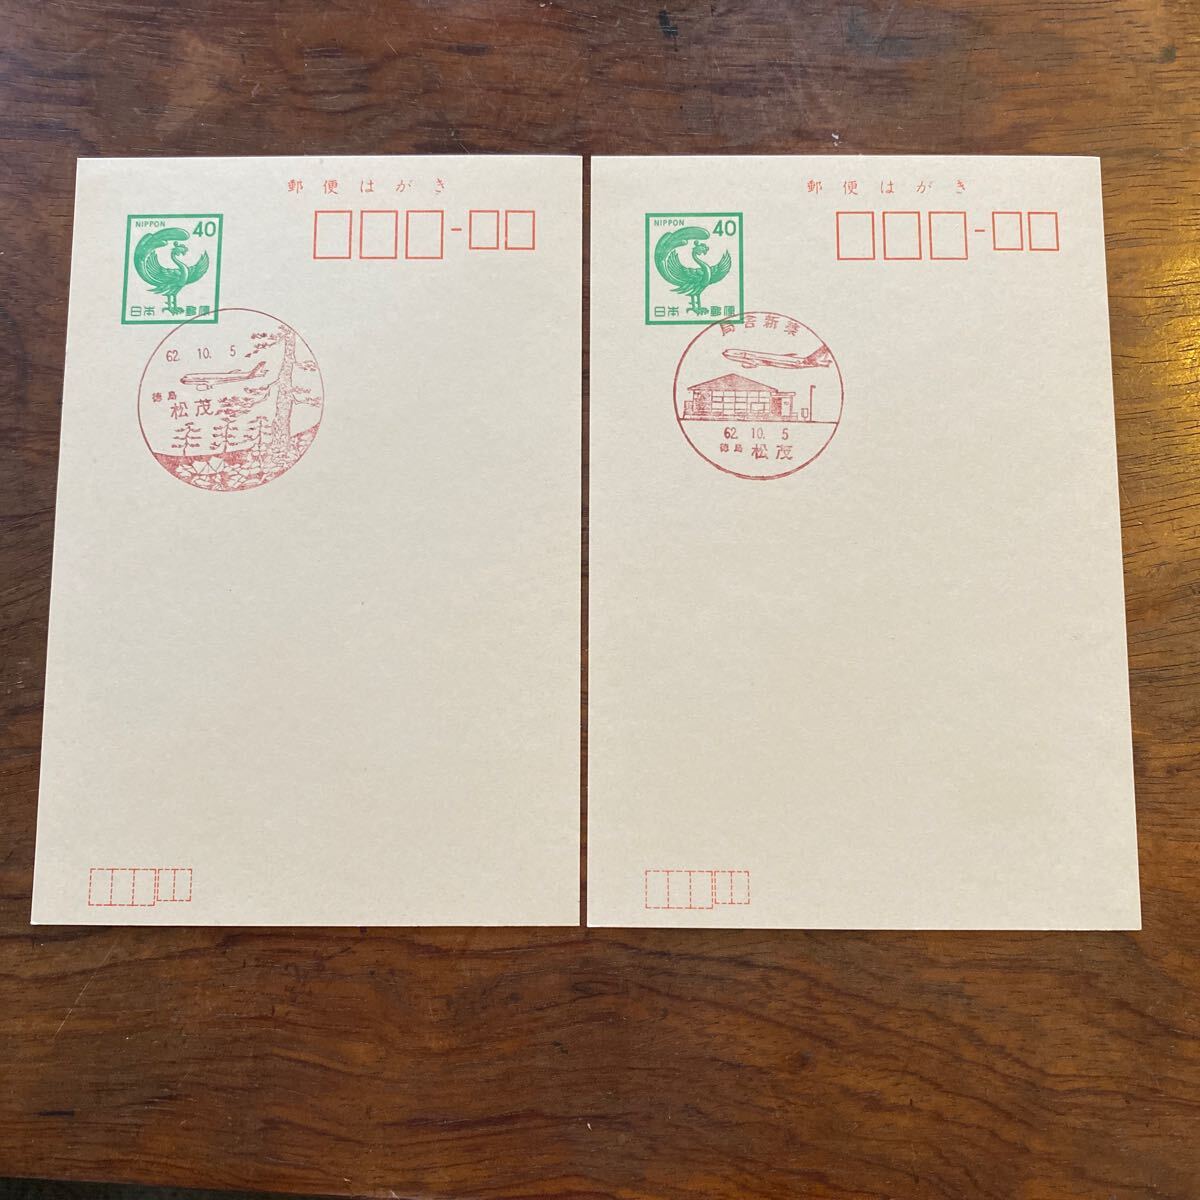 郵便はがき
NIPPON 40
日本郵便
62. 10. 5
徳島
松茂
郵便はがき
NIPPON 40
日本郵便
局舎新築
62. 10. 5
徳島 松茂